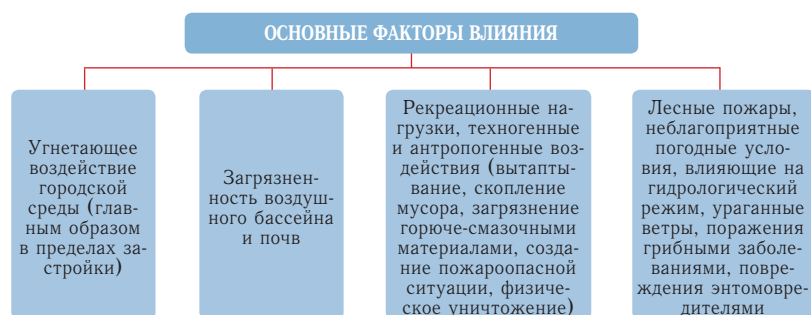 ОСНОВНЫЕ ФАКТОРЫ ВЛИЯНИЯ
Угнетающее
воздействие
городской
среды (глав-
ным образом
в пределах за-
стройки)
Загрязнен-
ность воздуш-
ного бассейна
и почв
Рекреационные на-
грузки, техногенные
и антропогенные воз-
действия (вытапты-
вание, скопление
мусора, загрязнение
горюче-смазочными
материалами, созда-
ние пожароопасной
ситуации, физиче-
ское уничтожение)
Лесные пожары,
неблагоприятные
погодные усло-
вия, влияющие на
гидрологический
режим, ураганные
ветры, поражения
грибными заболе-
ваниями, повре-
ждения энтомовре-
дителями